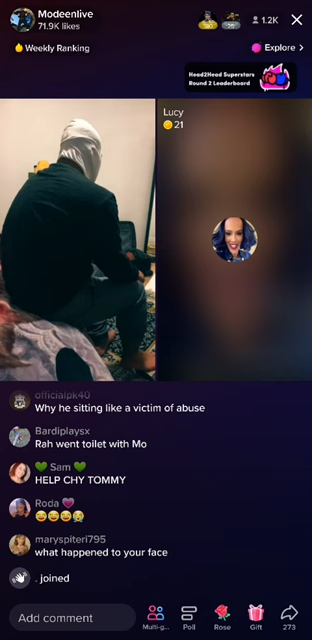 Modeenlive
71.9K likes
1.2K
Weekly Ranking
Explore
Head2Head Superstars
Round 2 Leaderboard
Lucy
21
officialpk40
Why he sitting like a victim of abuse
Bardiplaysx
Rah went toilet with Mo
💚 Sam 💚
HELP CHY TOMMY
Roda 💗
😂😂😂😭
maryspiteri795
what happened to your face
. joined
Add comment
Multi-g...
Poll
Rose
Gift
273